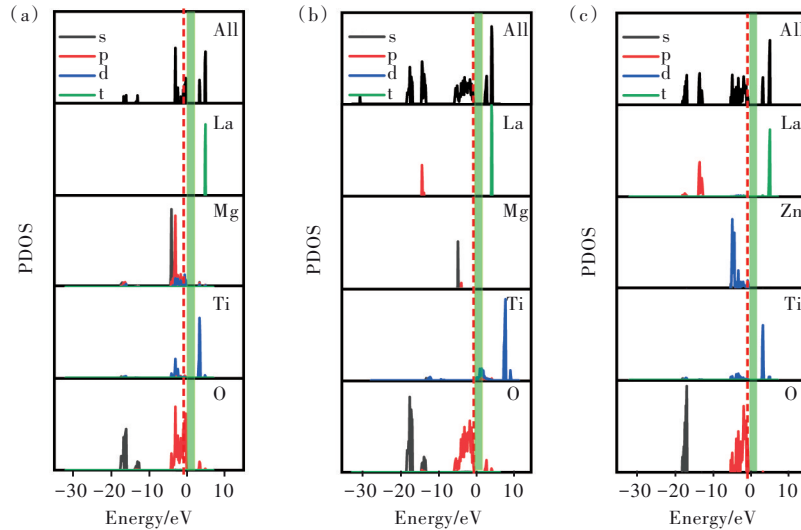 (a)
s
p
d
t
All
La
Mg
Ti
O
PDOS
−30 −20 −10 0 10
Energy/eV
(b)
s
p
d
t
All
La
Mg
Ti
O
PDOS
−30 −20 −10 0 10
Energy/eV
(c)
s
p
d
t
All
La
Zn
Ti
O
PDOS
−30 −20 −10 0 10
Energy/eV